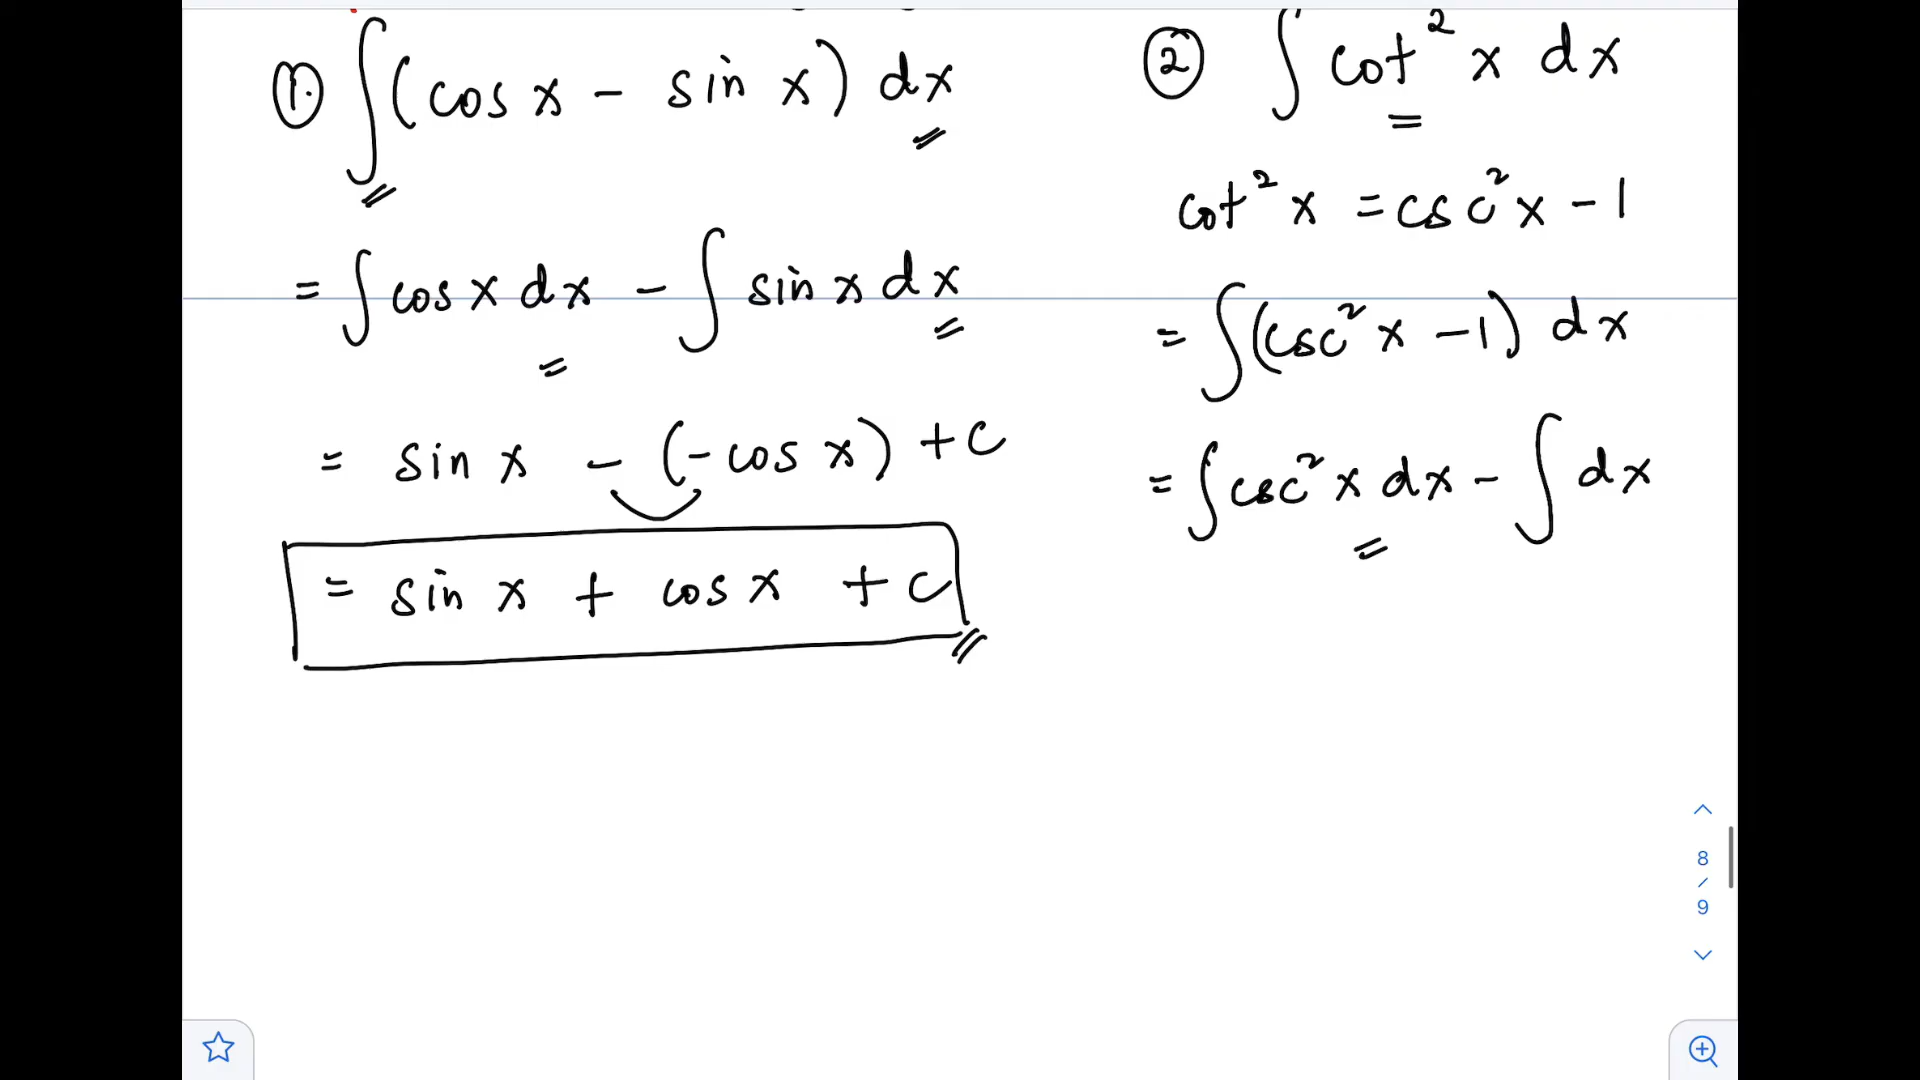 ① ∫(cos x - sin x) dx
= ∫cos x dx - ∫sin x dx
= sin x - (-cos x) + c
= sin x + cos x + c
② ∫cot² x dx
cot² x = csc² x - 1
= ∫(csc² x - 1) dx
= ∫csc² x dx - ∫dx
8
/
9